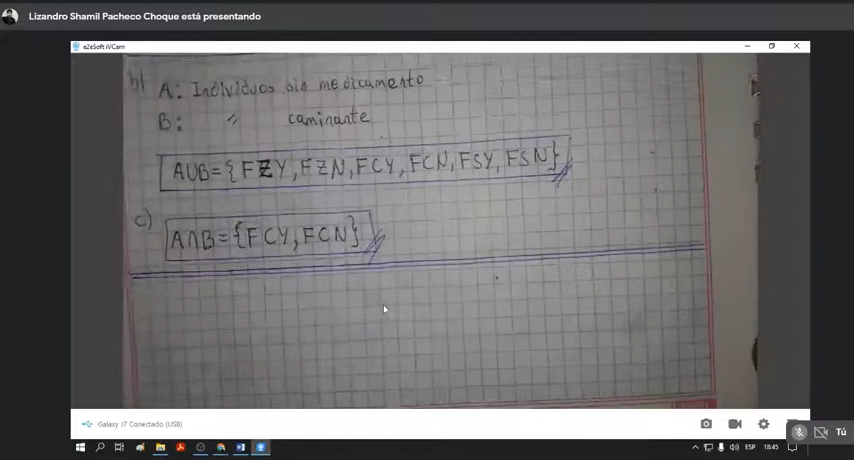 Lizandro Shamil Pacheco Choque está presentando
e2eSoft iVCam
b)
A: Individuos sin medicamento
B: " caminante
AUB={FZY, FZN, FCY, FCN, FSY, FSN}
c)
A∩B={FCY, FCN}
Galaxy J7 Conectado (USB)
Tú
ESP
18:45